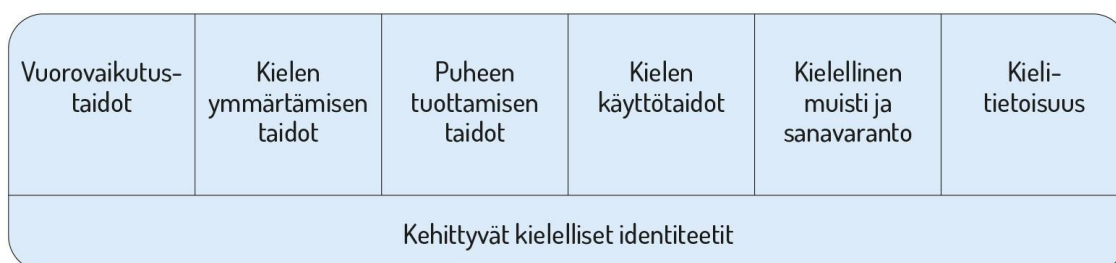 Vuorovaikutus-
taidot
Kielen
ymmärtämisen
taidot
Puheen
tuottamisen
taidot
Kielen
käyttötaidot
Kielellinen
muisti ja
sanavaranto
Kieli-
tietoisuus
Kehittyvät kielelliset identiteetit